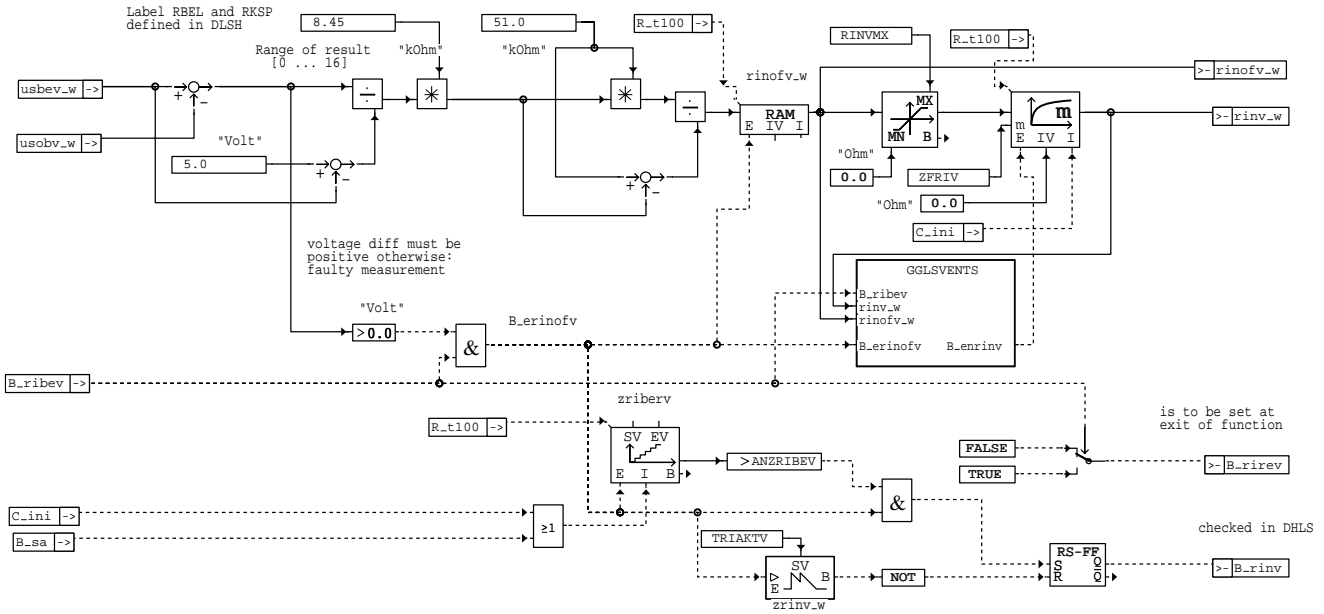 Label RBEL and RKSP
defined in DLSH
8.45
51.0
R_t100 ->
RINVMX
R_t100 ->
"kOhm"
"kOhm"
Range of result
[0 ... 16]
rinofv_w
>- rinofv_w
usbev_w ->
+
−
÷
*
*
÷
RAM
E IV I
MX
MN B
m
m
E IV I
>- rinv_w
usobv_w ->
"Volt"
5.0
+
−
+
−
"Ohm"
0.0
ZFRIV
"Ohm" 0.0
C_ini ->
voltage diff must be
positive otherwise:
faulty measurement
GGLSVENTS
B_ribev
rinv_w
rinofv_w
B_erinofv B_enrinv
"Volt"
>0.0
&
B_erinofv
B_ribev ->
zriberv
R_t100 ->
SV EV
E I B
>ANZRIBEV
is to be set at
exit of function
FALSE
TRUE
>- B_rirev
&
C_ini ->
B_sa ->
≥1
TRIAKTV
SV
E B
zrinv_w
NOT
checked in DHLS
RS-FF
S Q
R Q
>- B_rinv